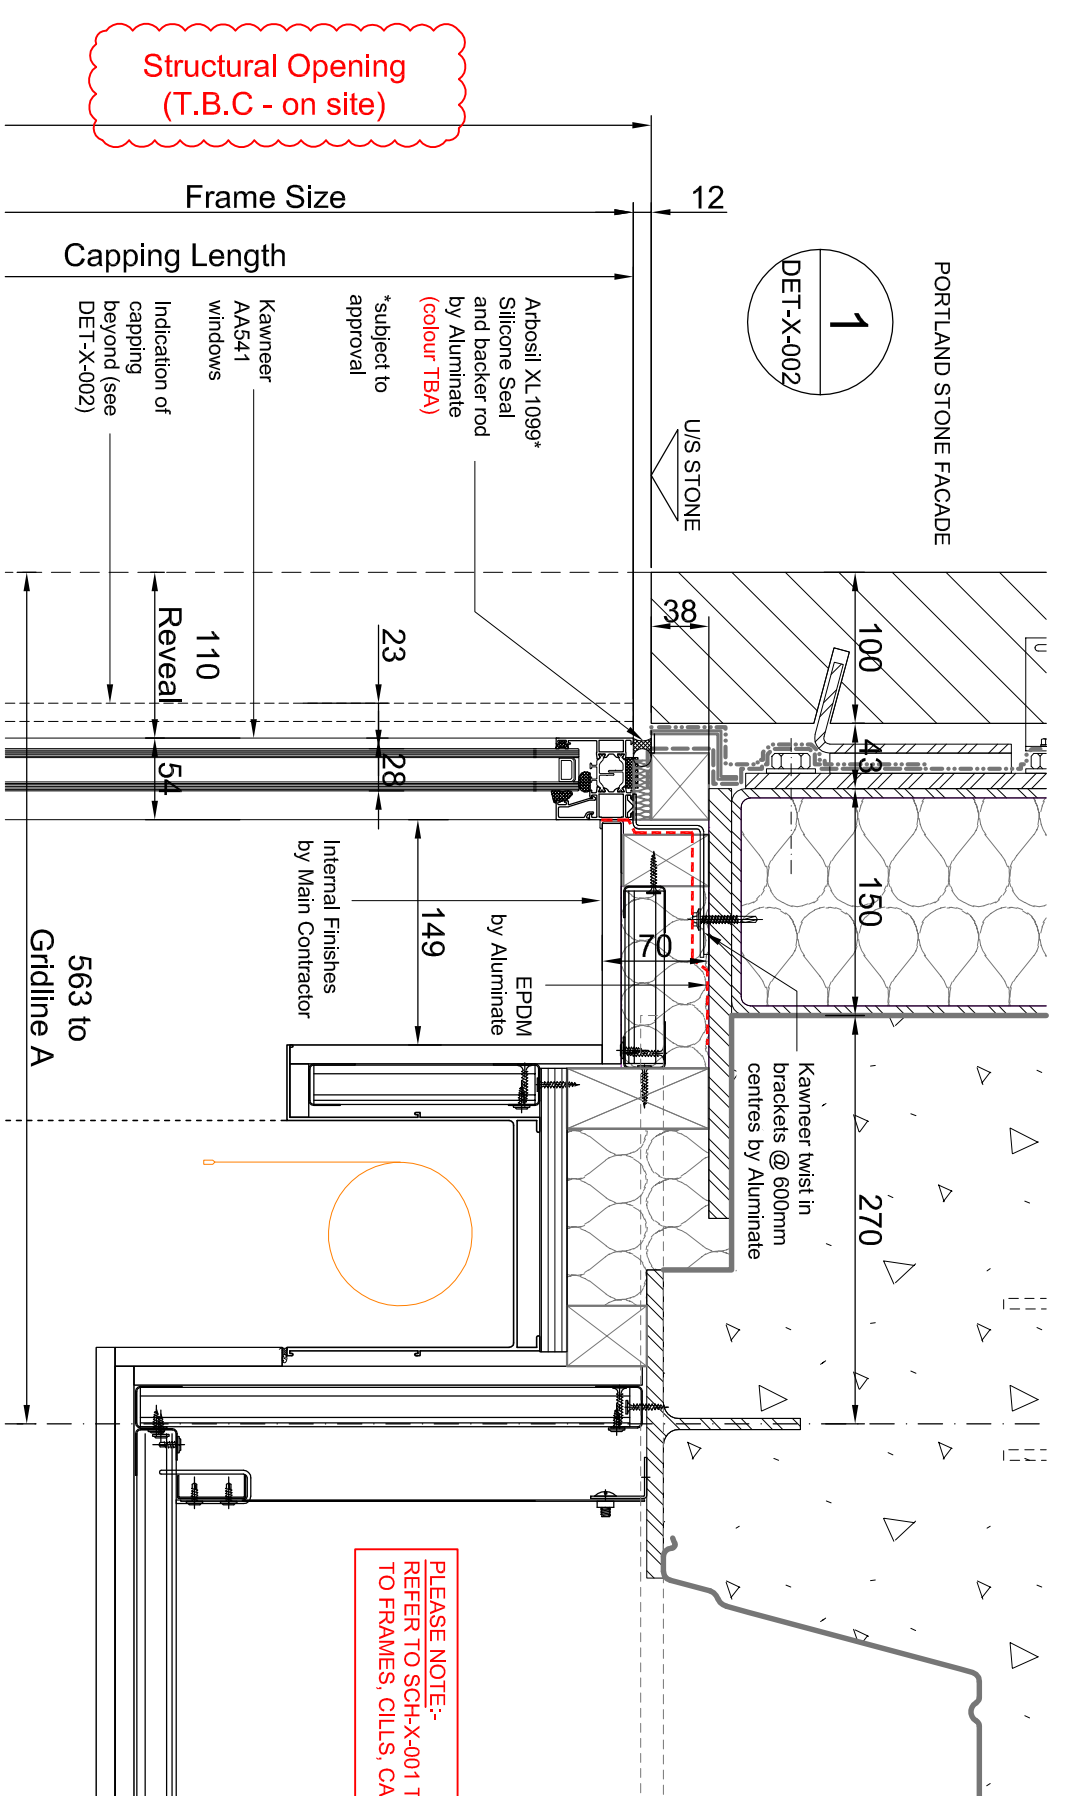 Structural Opening
(T.B.C - on site)
Frame Size
12
Capping Length
1
DET-X-002
PORTLAND STONE FACADE
U/S STONE
Arbosil XL1099*
Silicone Seal
and backer rod
by Aluminate
(colour TBA)
*subject to
approval
Kawneer
AA541
windows
Indication of
capping
beyond (see
DET-X-002)
38
100
43
150
270
110
Reveal
54
23
28
149
70
563 to
Gridline A
Internal Finishes
by Main Contractor
EPDM
by Aluminate
Kawneer twist in
brackets @ 600mm
centres by Aluminate
PLEASE NOTE:-
REFER TO SCH-X-001
TO FRAMES, CILLS,